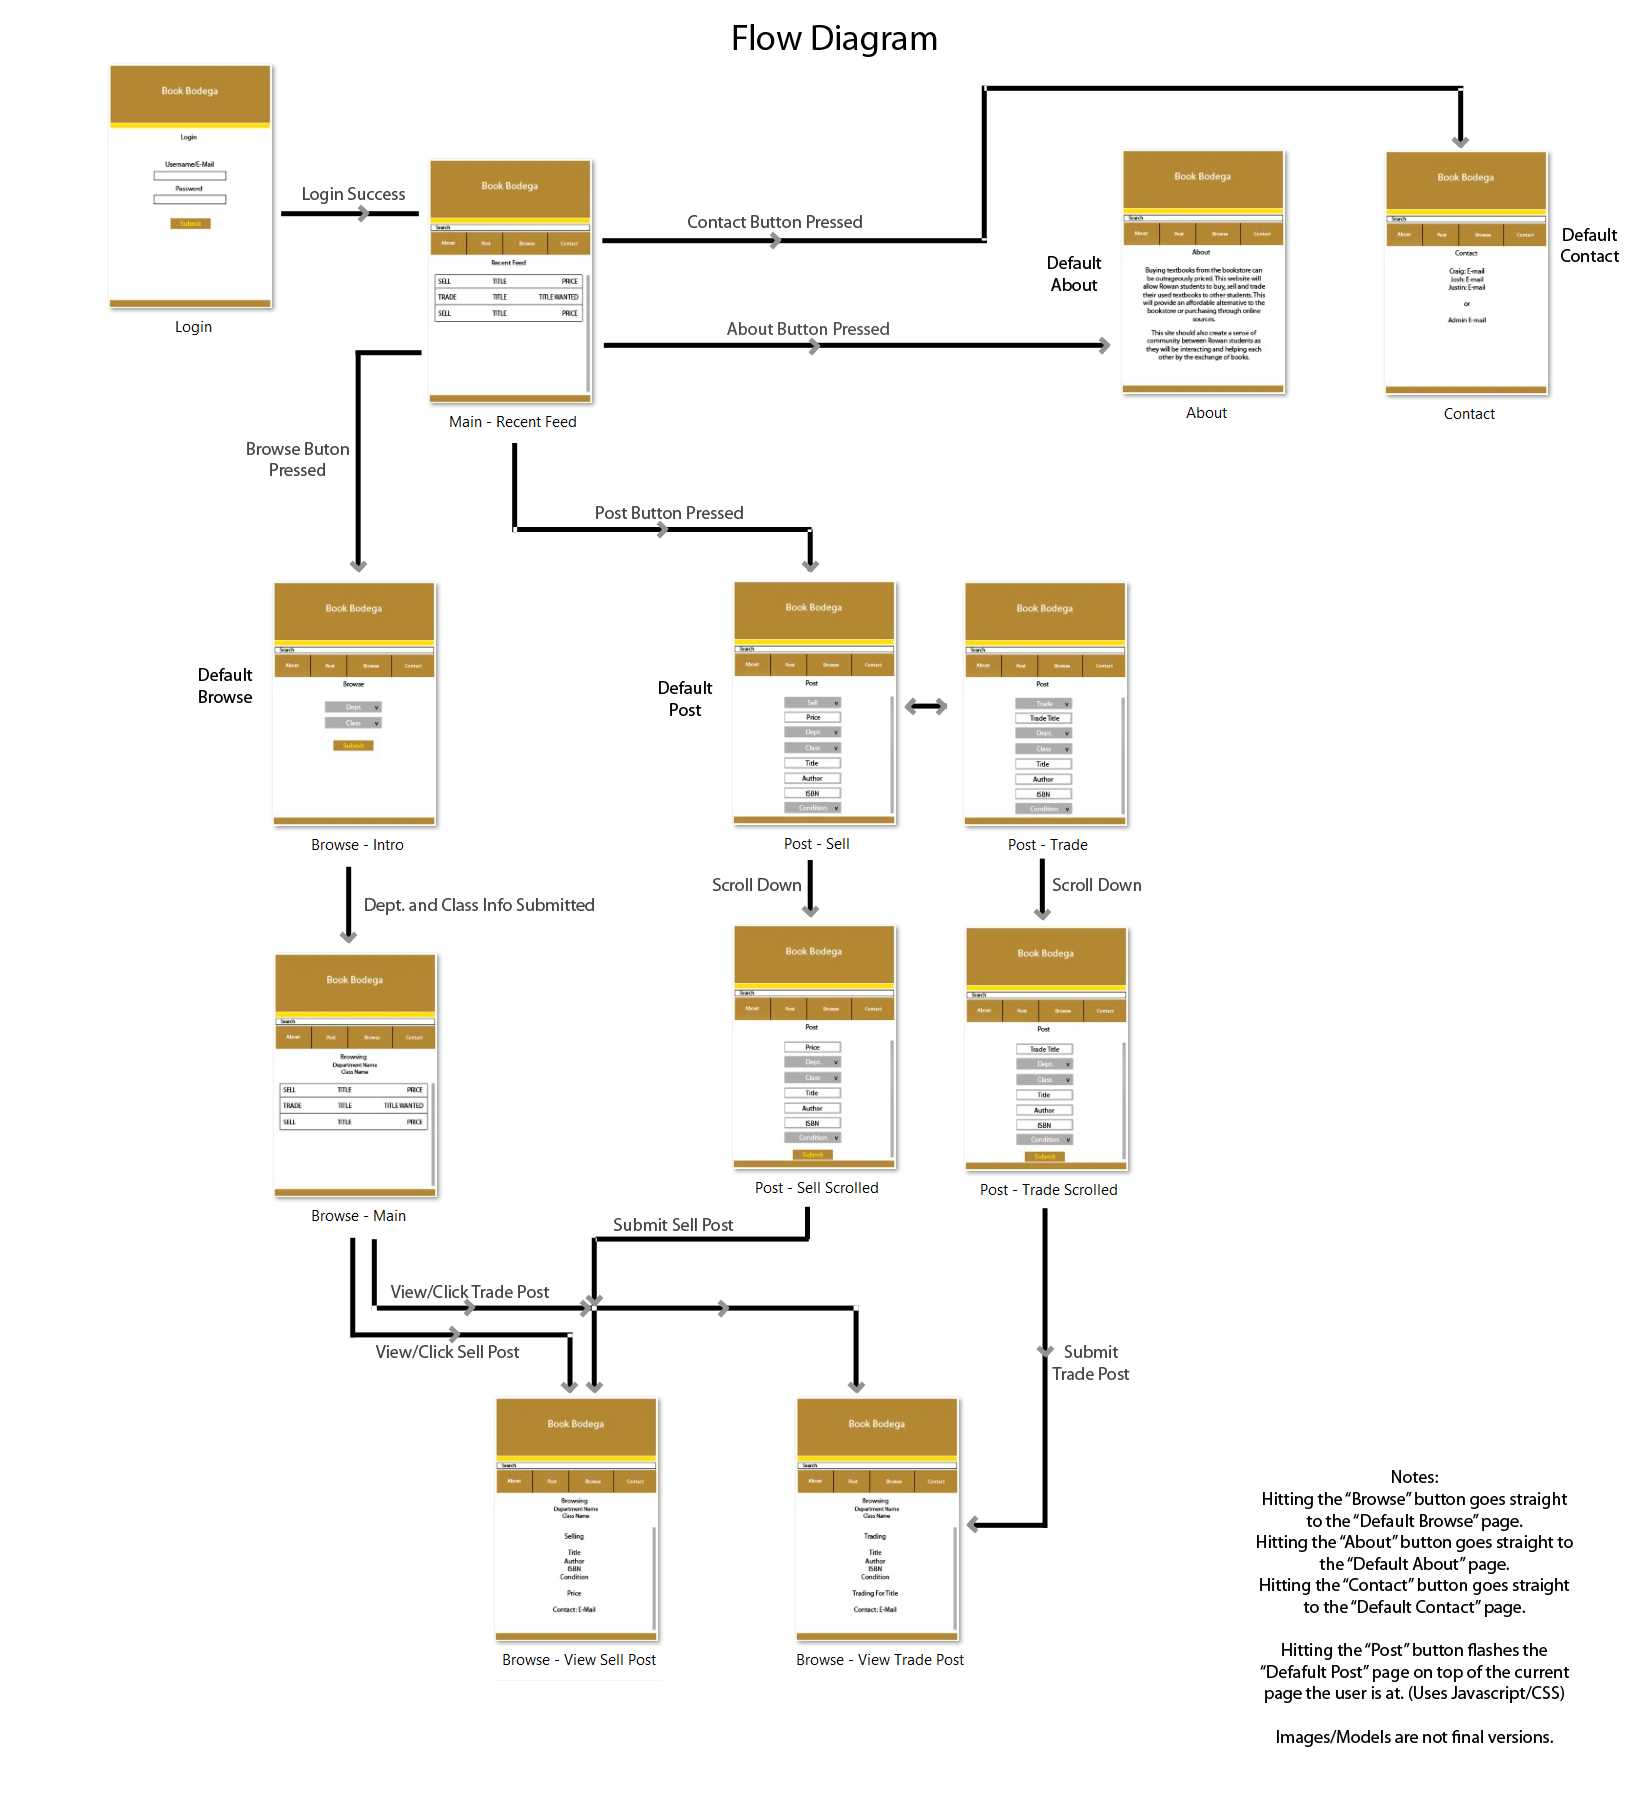 Flow Diagram
Book Bodega
Login
Username/E-Mail
Password
Submit
Login
Login Success
Book Bodega
Search
About Post Browse Contact
Recent Feed
SELL TITLE PRICE
TRADE TITLE TITLE WANTED
SELL TITLE PRICE
Main - Recent Feed
Contact Button Pressed
About Button Pressed
Default
About
Book Bodega
Search
About Post Browse Contact
About
Buying textbooks from the bookstore can
be outrageously priced. This website will
allow Rowan students to buy, sell and trade
their used textbooks to other students. This
will provide an affordable alternative to the
bookstore or purchasing through online
sources.
This site should also create a sense of
community between Rowan students as
they will be interacting and helping each
other by the exchange of books.
About
Book Bodega
Search
About Post Browse Contact
Contact
Craig: E-mail
Josh: E-mail
Justin: E-mail
or
Admin E-mail
Contact
Default
Contact
Browse Buton
Pressed
Post Button Pressed
Default
Browse
Book Bodega
Search
About Post Browse Contact
Browse
Dept. v
Class v
Submit
Browse - Intro
Default
Post
Book Bodega
Search
About Post Browse Contact
Post
Sell v
Price
Dept. v
Class v
Title
Author
ISBN
Condition v
Post - Sell
Book Bodega
Search
About Post Browse Contact
Post
Trade v
Trade Title
Dept. v
Class v
Title
Author
ISBN
Condition v
Post - Trade
Dept. and Class Info Submitted
Scroll Down
Scroll Down
Book Bodega
Search
About Post Browse Contact
Browsing
Department Name
Class Name
SELL TITLE PRICE
TRADE TITLE TITLE WANTED
SELL TITLE PRICE
Browse - Main
Book Bodega
Search
About Post Browse Contact
Post
Price
Dept. v
Class v
Title
Author
ISBN
Condition v
Submit
Post - Sell Scrolled
Book Bodega
Search
About Post Browse Contact
Post
Trade Title
Dept. v
Class v
Title
Author
ISBN
Condition v
Submit
Post - Trade Scrolled
Submit Sell Post
View/Click Trade Post
View/Click Sell Post
Submit
Trade Post
Book Bodega
Search
About Post Browse Contact
Browsing
Department Name
Class Name
Selling
Title
Author
ISBN
Condition
Price
Contact: E-Mail
Browse - View Sell Post
Book Bodega
Search
About Post Browse Contact
Browsing
Department Name
Class Name
Trading
Title
Author
ISBN
Condition
Trading For Title
Contact: E-Mail
Browse - View Trade Post
Notes:
Hitting the “Browse” button goes straight
to the “Default Browse” page.
Hitting the “About” button goes straight to
the “Default About” page.
Hitting the “Contact” button goes straight
to the “Default Contact” page.
Hitting the “Post” button flashes the
“Defafult Post” page on top of the current
page the user is at. (Uses Javascript/CSS)
Images/Models are not final versions.